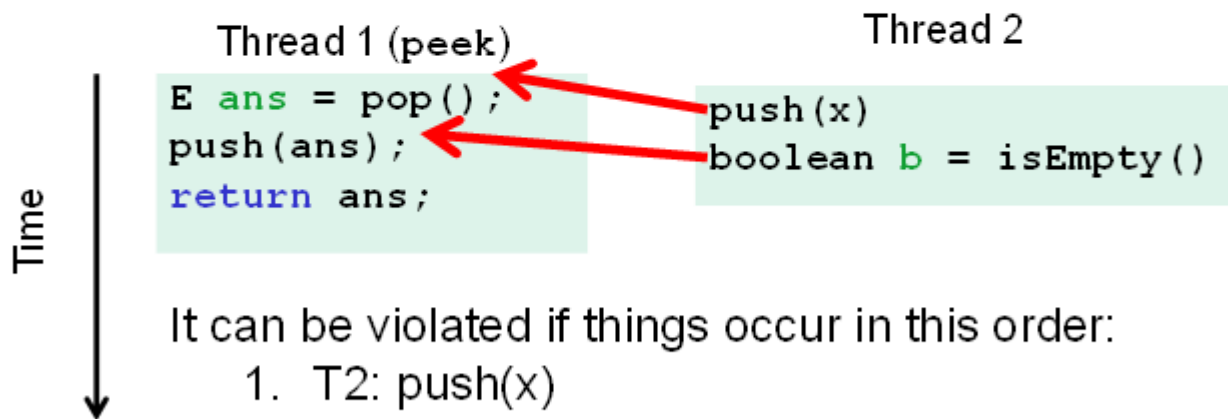 Thread 1 (peek)
E ans = pop();
push(ans);
return ans;
Thread 2
push(x)
boolean b = isEmpty()
Time
It can be violated if things occur in this order:
1. T2: push(x)